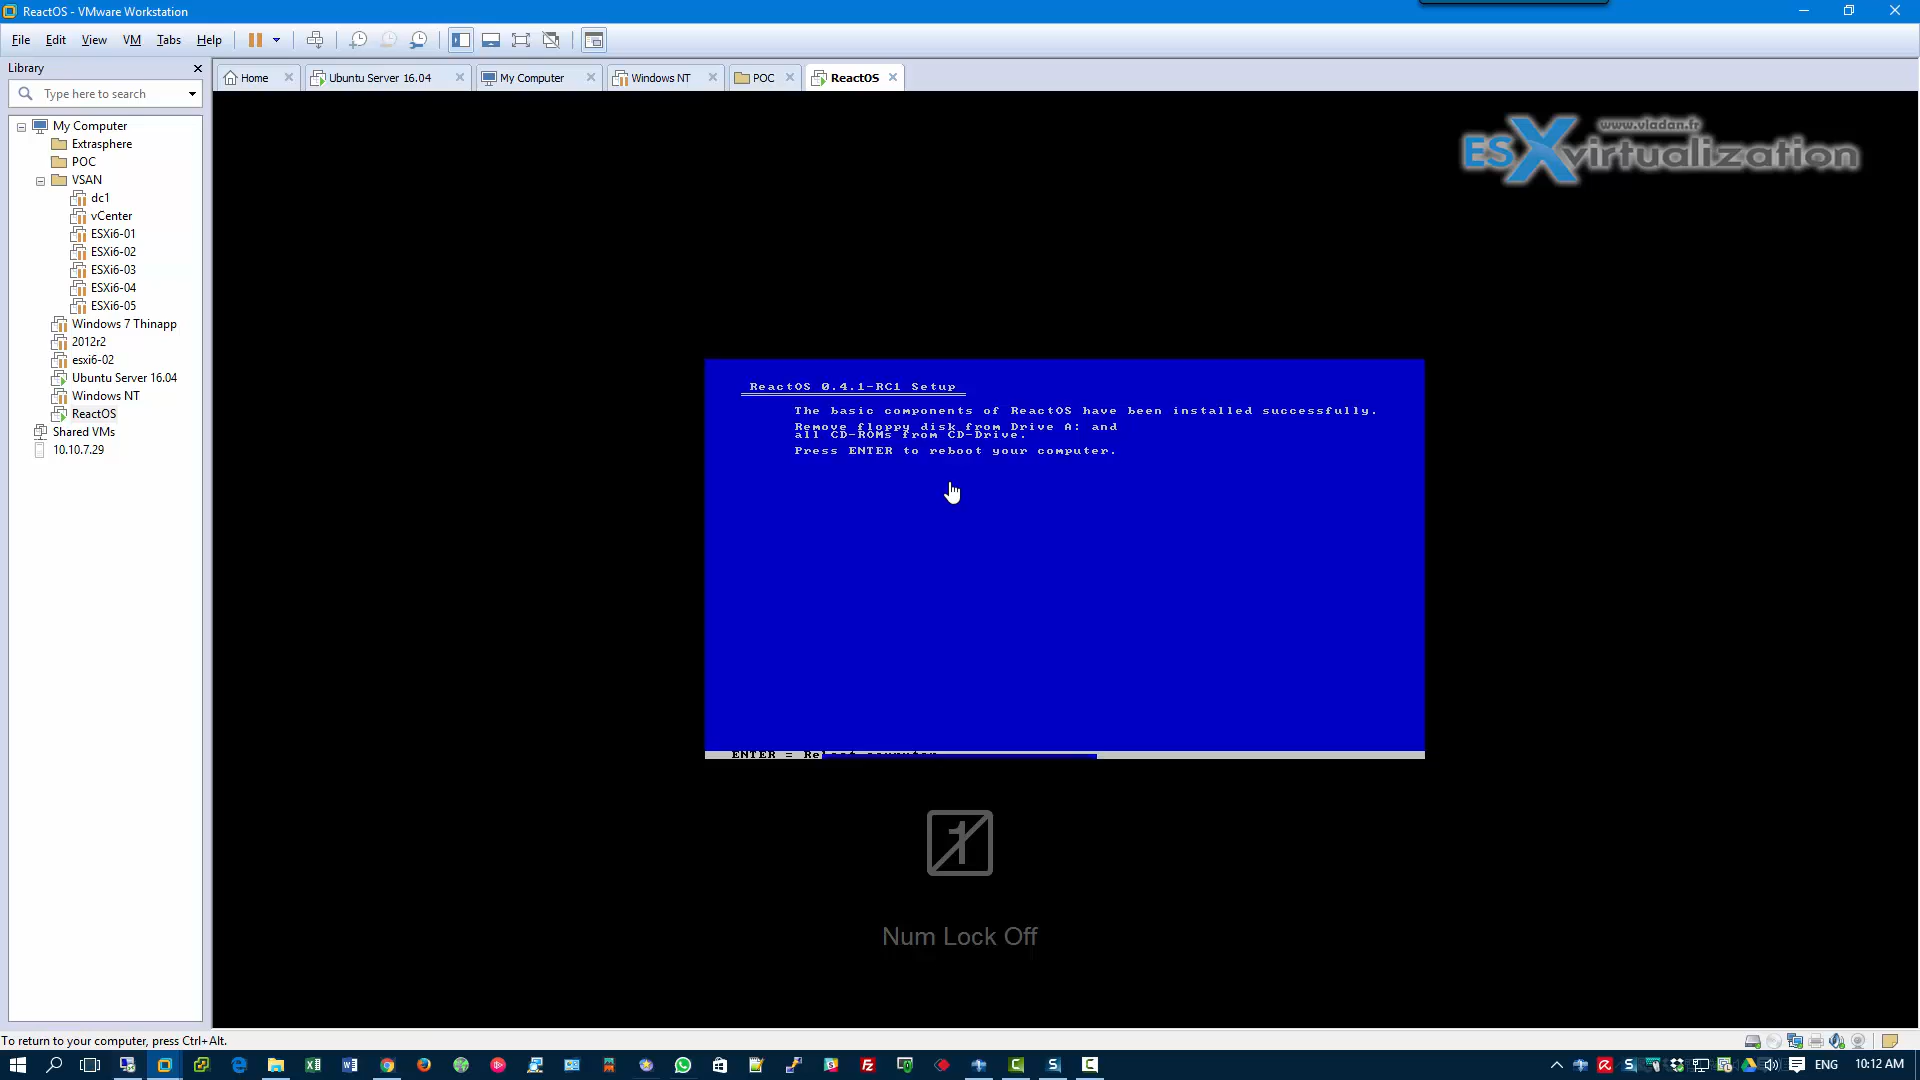 ReactOS - VMware Workstation
File Edit View VM Tabs Help
Library
Type here to search
My Computer
Extrasphere
POC
VSAN
dc1
vCenter
ESXi6-01
ESXi6-02
ESXi6-03
ESXi6-04
ESXi6-05
Windows 7 Thinapp
2012r2
esxi6-02
Ubuntu Server 16.04
Windows NT
ReactOS
Shared VMs
10.10.7.29
Home Ubuntu Server 16.04 My Computer Windows NT POC ReactOS
www.vladan.fr
ESXvirtualization
ReactOS 0.4.1-RC1 Setup
The basic components of ReactOS have been installed successfully.
Remove floppy disk from Drive A: and
all CD-ROMs from CD-Drive.
Press ENTER to reboot your computer.
ENTER = Reboot computer
1
Num Lock Off
To return to your computer, press Ctrl+Alt.
ENG 10:12 AM